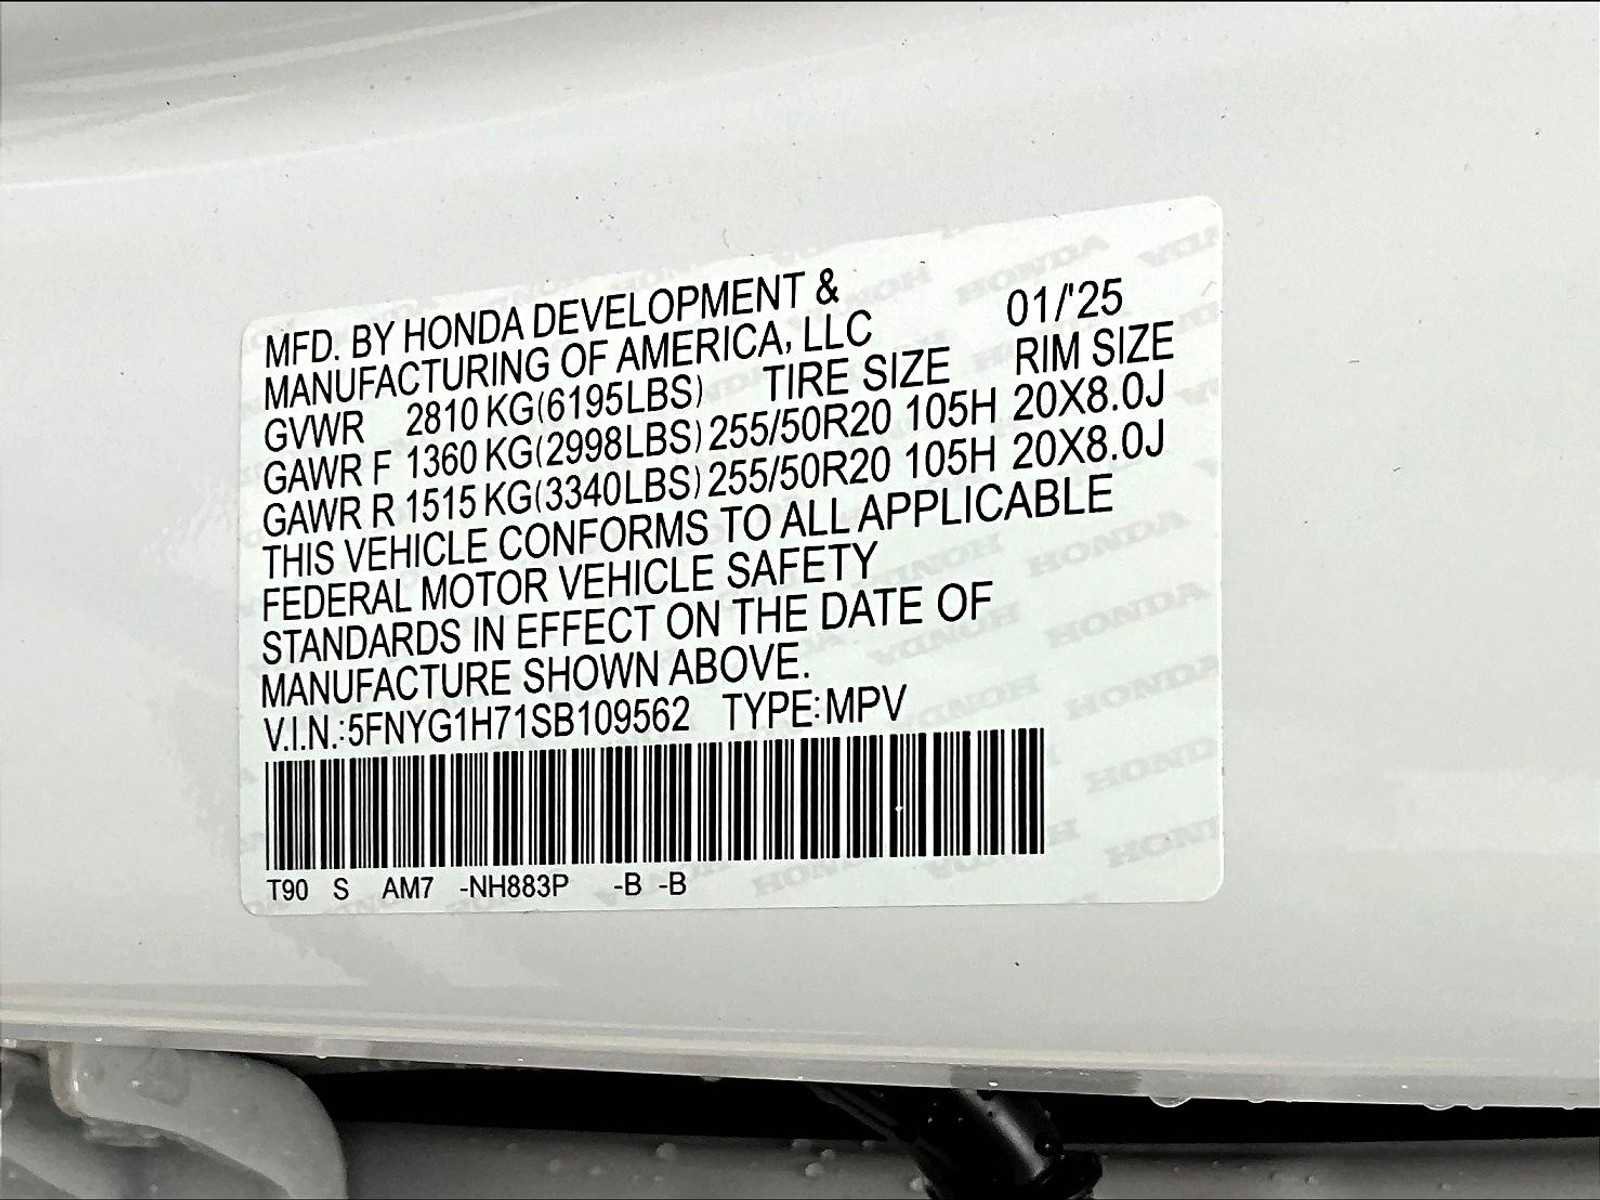 MFD. BY HONDA DEVELOPMENT &
MANUFACTURING OF AMERICA, LLC 01/'25
GVWR 2810 KG(6195LBS) TIRE SIZE RIM SIZE
GAWR F 1360 KG(2998LBS) 255/50R20 105H 20X8.0J
GAWR R 1515 KG(3340LBS) 255/50R20 105H 20X8.0J
THIS VEHICLE CONFORMS TO ALL APPLICABLE
FEDERAL MOTOR VEHICLE SAFETY
STANDARDS IN EFFECT ON THE DATE OF
MANUFACTURE SHOWN ABOVE.
V.I.N.:5FNYG1H71SB109562 TYPE:MPV
T90 S AM7 -NH883P -B -B